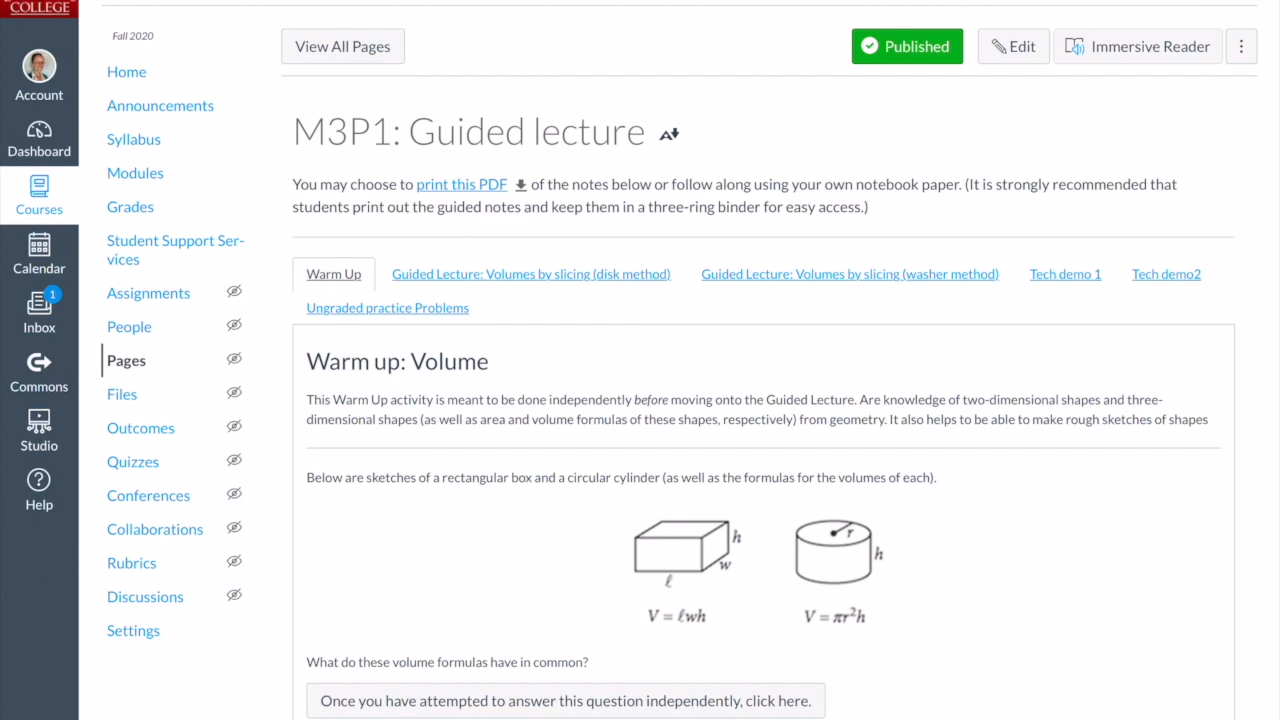 COLLEGE
Account
Dashboard
Courses
Calendar
1
Inbox
Commons
Studio
Help
Fall 2020
Home
Announcements
Syllabus
Modules
Grades
Student Support Ser-
vices
Assignments
People
Pages
Files
Outcomes
Quizzes
Conferences
Collaborations
Rubrics
Discussions
Settings
View All Pages
Published
Edit
Immersive Reader
M3P1: Guided lecture
You may choose to print this PDF of the notes below or follow along using your own notebook paper. (It is strongly recommended that
students print out the guided notes and keep them in a three-ring binder for easy access.)
Warm Up
Guided Lecture: Volumes by slicing (disk method)
Guided Lecture: Volumes by slicing (washer method)
Tech demo 1
Tech demo2
Ungraded practice Problems
Warm up: Volume
This Warm Up activity is meant to be done independently before moving onto the Guided Lecture. Are knowledge of two-dimensional shapes and three-
dimensional shapes (as well as area and volume formulas of these shapes, respectively) from geometry. It also helps to be able to make rough sketches of shapes
Below are sketches of a rectangular box and a circular cylinder (as well as the formulas for the volumes of each).
h
w
ℓ
V = ℓwh
r
h
V = πr²h
What do these volume formulas have in common?
Once you have attempted to answer this question independently, click here.